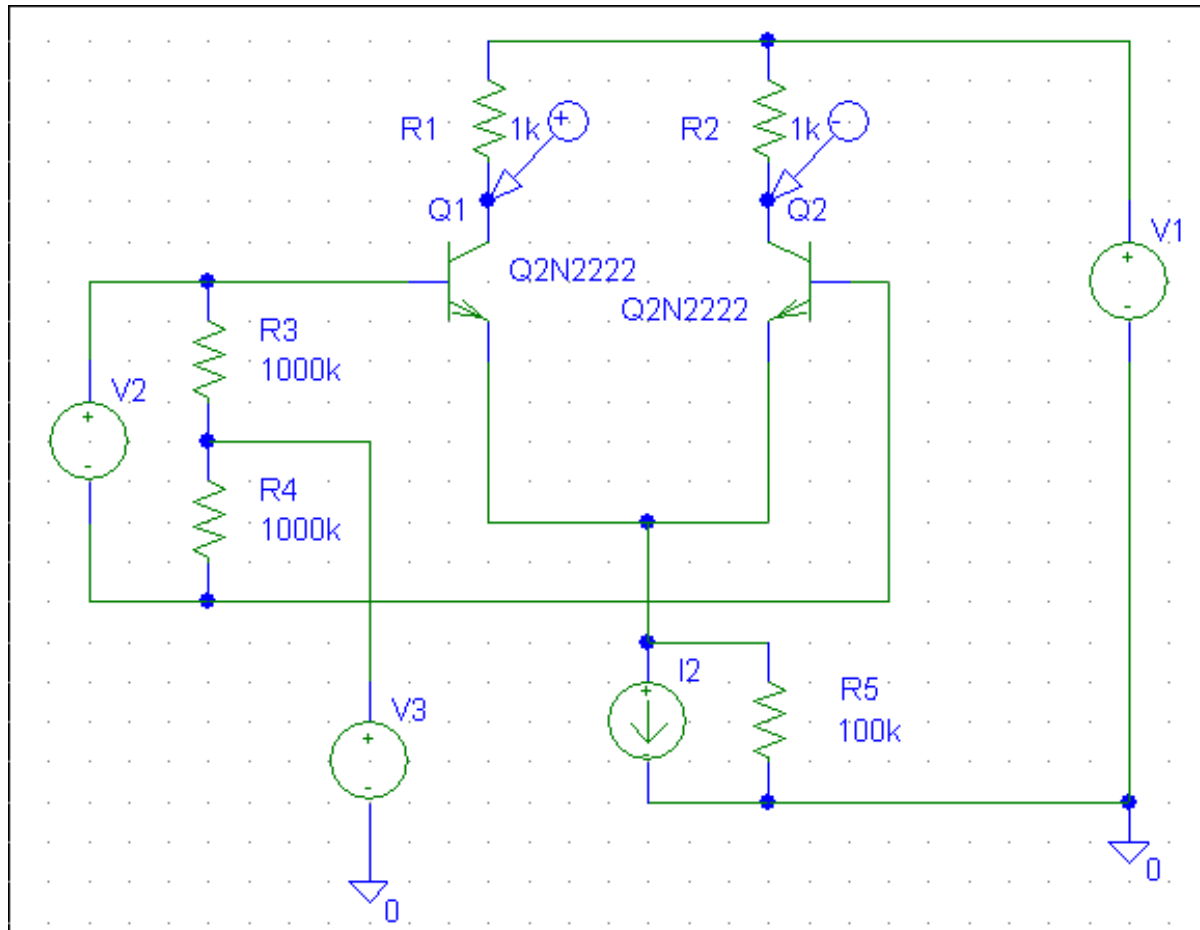 R1
1k
+
R2
1k
-
Q1
Q2
V1
+
-
Q2N2222
Q2N2222
R3
1000k
V2
+
-
R4
1000k
I2
+
-
R5
100k
V3
+
-
0
0